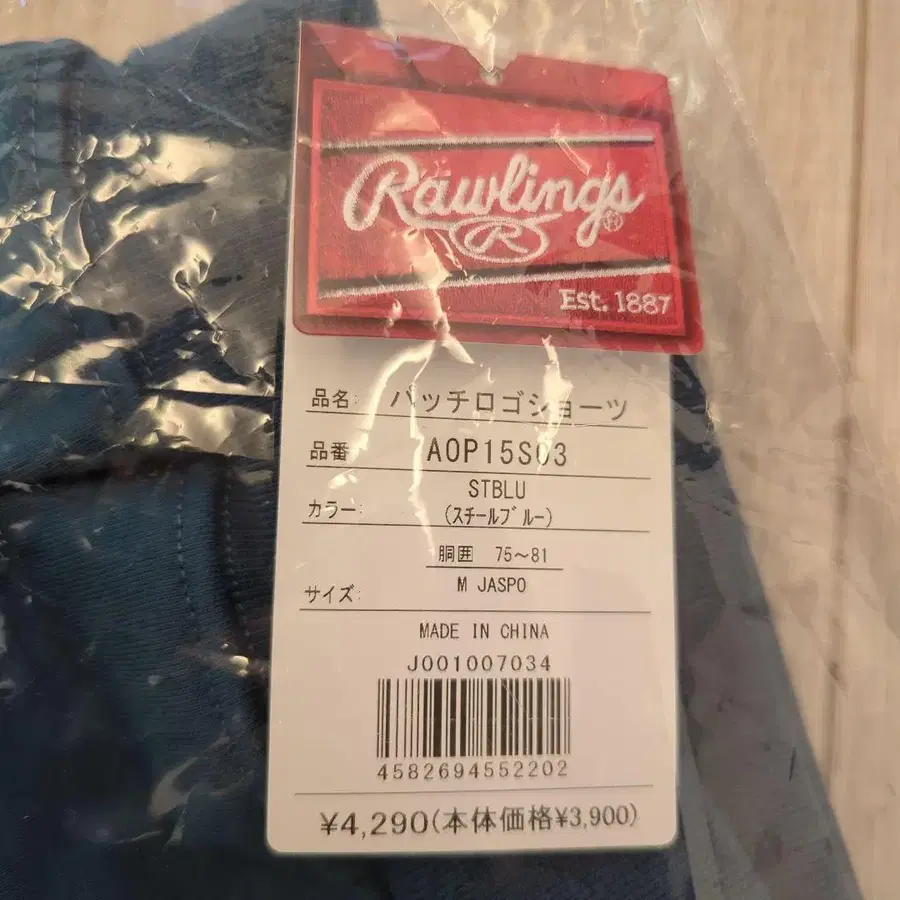 Rawlings®
R
Est. 1887
品名: パッチロゴショーツ
品番 AOP15S03
STBLU
カラー: (スチールブルー)
胴囲 75〜81
サイズ: M JASPO
MADE IN CHINA
J001007034
4582694552202
¥4,290(本体価格¥3,900)